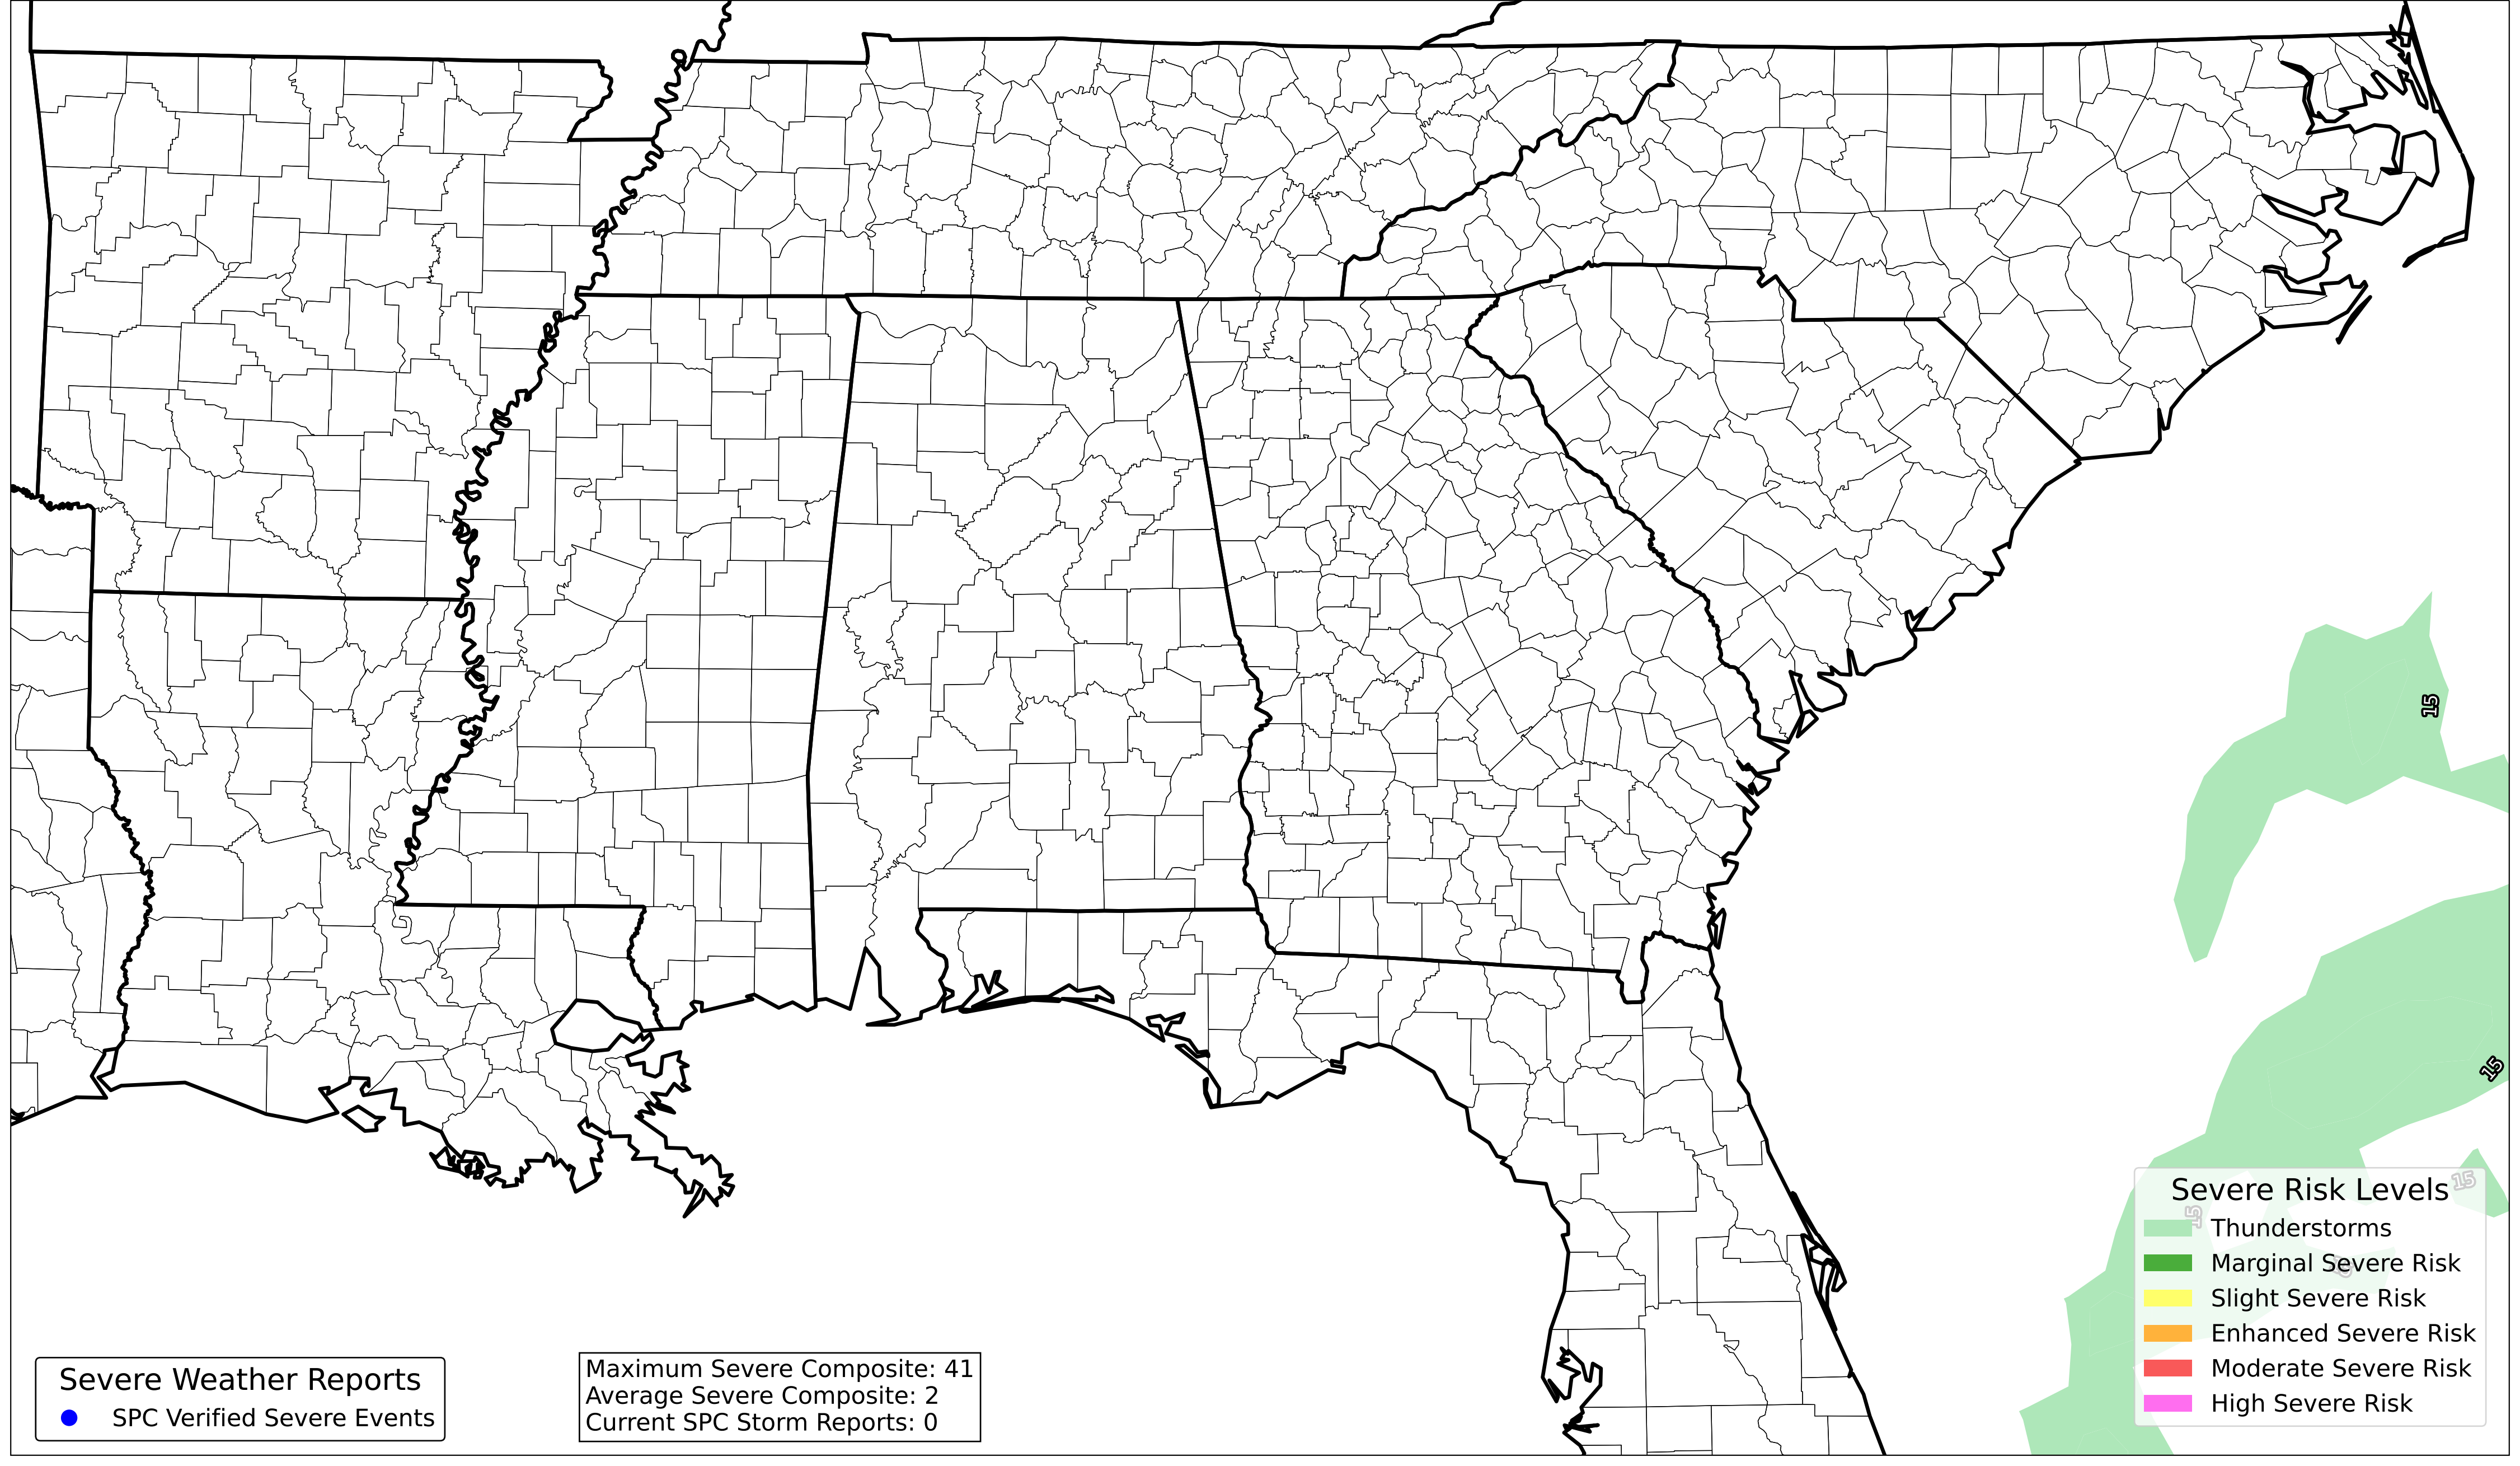 15
15
15
15
Severe Risk Levels
Thunderstorms
Marginal Severe Risk
Slight Severe Risk
Enhanced Severe Risk
Moderate Severe Risk
High Severe Risk
Severe Weather Reports
SPC Verified Severe Events
Maximum Severe Composite: 41
Average Severe Composite: 2
Current SPC Storm Reports: 0